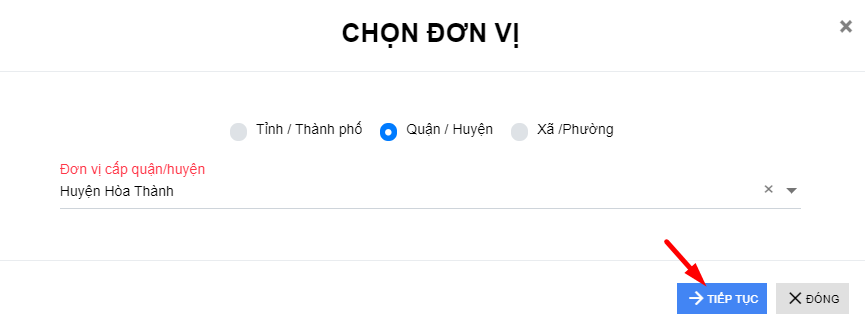 CHỌN ĐƠN VỊ
Tỉnh / Thành phố Quận / Huyện Xã /Phường
Đơn vị cấp quận/huyện
Huyện Hòa Thành
TIẾP TỤC ĐÓNG